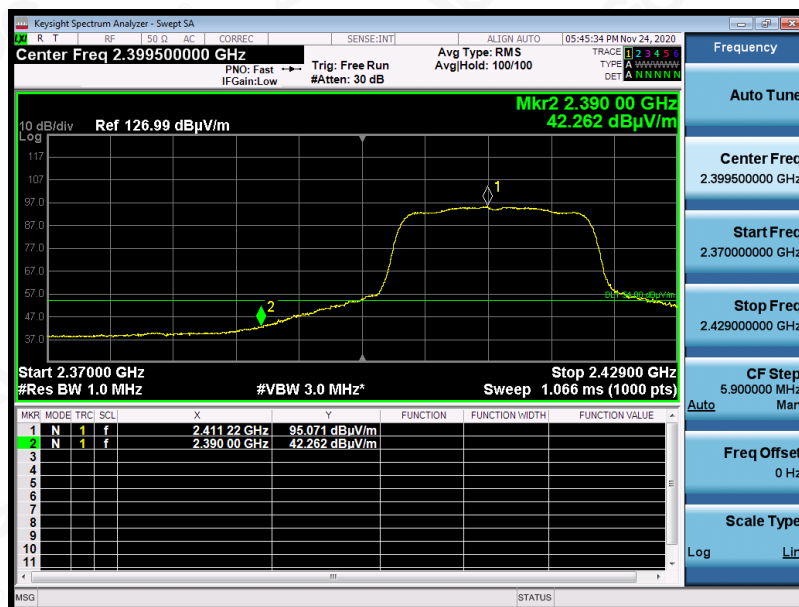 Keysight Spectrum Analyzer - Swept SA
LXI R T RF 50 Ω AC CORREC SENSE:INT ALIGN AUTO 05:45:34 PM Nov 24, 2020
Center Freq 2.399500000 GHz
PNO: Fast
IFGain:Low
Trig: Free Run
#Atten: 30 dB
Avg Type: RMS
Avg|Hold: 100/100
TRACE 1 2 3 4 5 6
TYPE A WWWWW
DET A N N N N N
Mkr2 2.390 00 GHz
42.262 dBµV/m
10 dB/div Ref 126.99 dBµV/m
Log
117
107
97.0
87.0
77.0
67.0
57.0
47.0
37.0
1
2
Start 2.37000 GHz Stop 2.42900 GHz
#Res BW 1.0 MHz #VBW 3.0 MHz* Sweep 1.066 ms (1000 pts)
MKR MODE TRC SCL X Y FUNCTION FUNCTION WIDTH FUNCTION VALUE
1 N 1 f 2.411 22 GHz 95.071 dBµV/m
2 N 1 f 2.390 00 GHz 42.262 dBµV/m
3
4
5
6
7
8
9
10
11
MSG STATUS
Frequency
Auto Tune
Center Freq
2.399500000 GHz
Start Freq
2.370000000 GHz
Stop Freq
2.429000000 GHz
CF Step
5.900000 MHz
Auto Man
Freq Offset
0 Hz
Scale Type
Log Lin